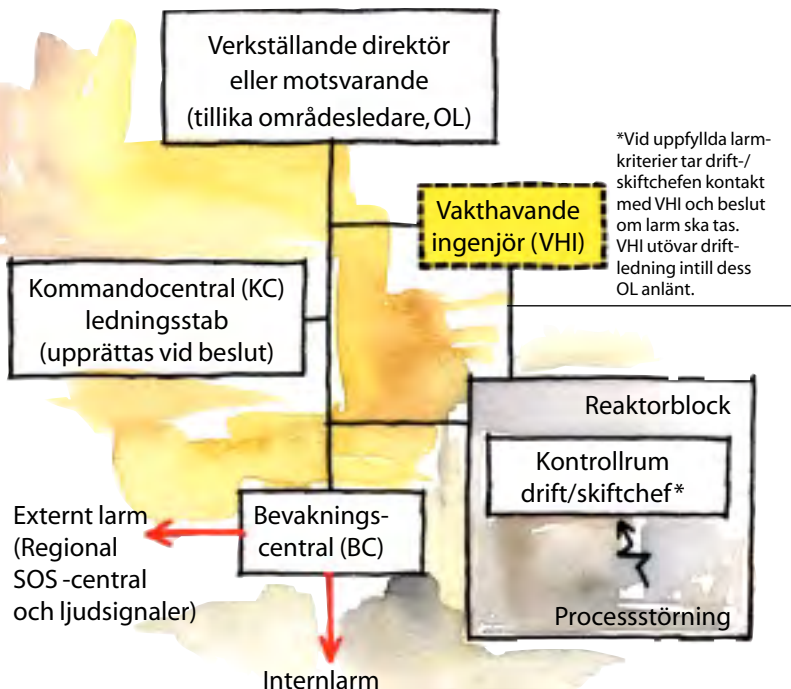 Verkställande direktör
eller motsvarande
(tillika områdesledare, OL)
*Vid uppfyllda larm-
kriterier tar drift-/
skiftchefen kontakt
med VHI och beslut
om larm ska tas.
VHI utövar drift-
ledning intill dess
OL anlänt.
Vakthavande
ingenjör (VHI)
Kommandocentral (KC)
ledningsstab
(upprättas vid beslut)
Reaktorblock
Kontrollrum
drift/skiftchef*
Processstörning
Bevaknings-
central (BC)
Externt larm
(Regional
SOS -central
och ljudsignaler)
Internlarm